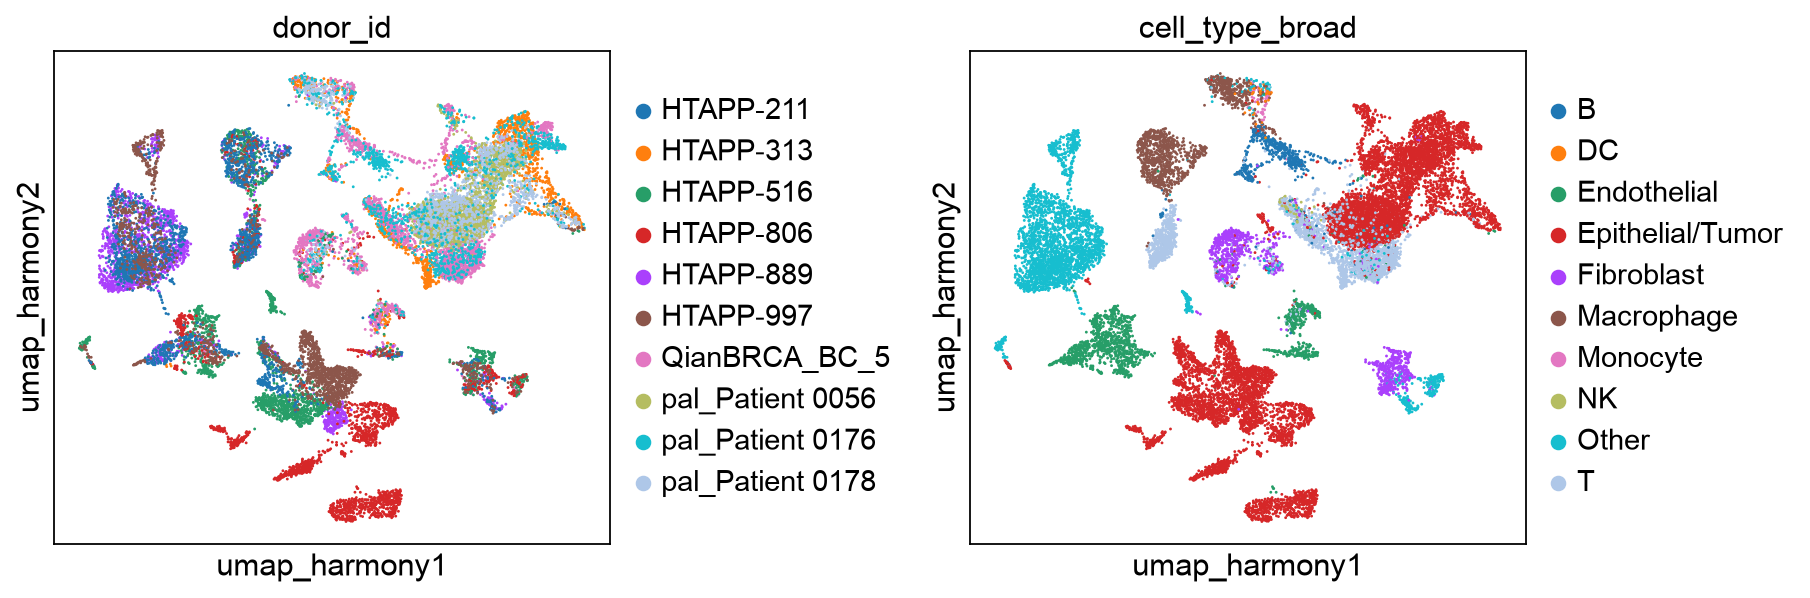 donor_id
umap_harmony2
umap_harmony1
HTAPP-211
HTAPP-313
HTAPP-516
HTAPP-806
HTAPP-889
HTAPP-997
QianBRCA_BC_5
pal_Patient 0056
pal_Patient 0176
pal_Patient 0178
cell_type_broad
umap_harmony2
umap_harmony1
B
DC
Endothelial
Epithelial/Tumor
Fibroblast
Macrophage
Monocyte
NK
Other
T